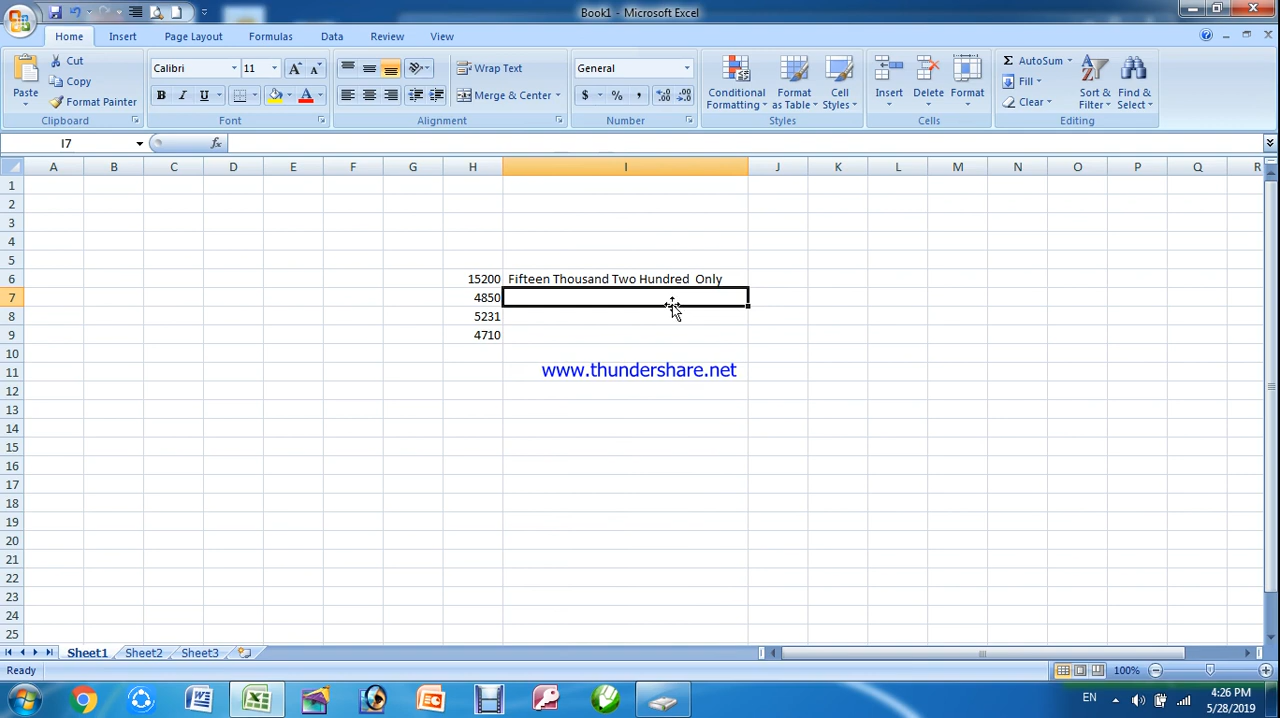 Book1 - Microsoft Excel
Home Insert Page Layout Formulas Data Review View
Paste
Cut
Copy
Format Painter
Clipboard
Calibri 11
B I U
Font
Wrap Text
Merge & Center
Alignment
General
$ % ,
Number
Conditional Formatting
Format as Table
Cell Styles
Styles
Insert Delete Format
Cells
AutoSum
Fill
Clear
Sort & Filter
Find & Select
Editing
I7
fx
A B C D E F G H I J K L M N O P Q R
1
2
3
4
5
6 15200 Fifteen Thousand Two Hundred Only
7 4850
8 5231
9 4710
10
11 www.thundershare.net
12
13
14
15
16
17
18
19
20
21
22
23
24
25
Sheet1 Sheet2 Sheet3
Ready 100%
EN 4:26 PM
5/28/2019